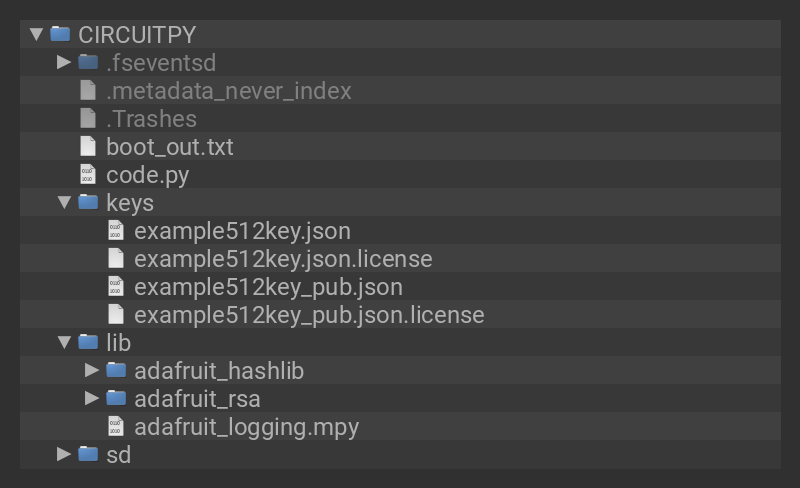 CIRCUITPY
.fseventsd
.metadata_never_index
.Trashes
boot_out.txt
code.py
keys
example512key.json
example512key.json.license
example512key_pub.json
example512key_pub.json.license
lib
adafruit_hashlib
adafruit_rsa
adafruit_logging.mpy
sd